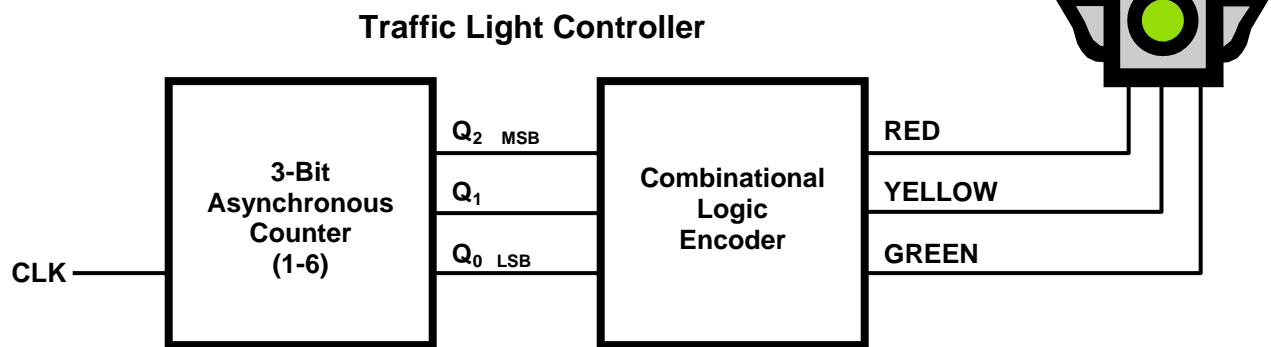 Traffic Light Controller
3-Bit
Asynchronous
Counter
(1-6)
CLK
Q₂ MSB
Q₁
Q₀ LSB
Combinational
Logic
Encoder
RED
YELLOW
GREEN